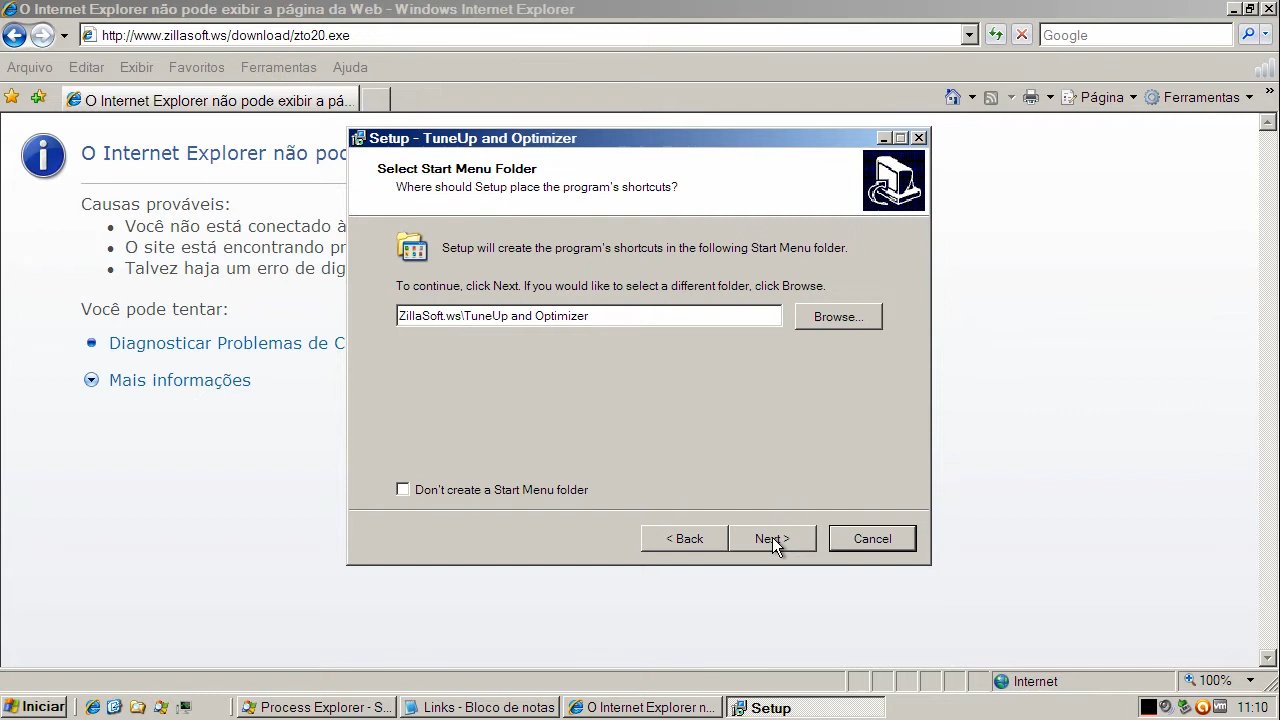 O Internet Explorer não pode exibir a página da Web - Windows Internet Explorer
http://www.zillasoft.ws/download/zto20.exe
Google
Arquivo Editar Exibir Favoritos Ferramentas Ajuda
O Internet Explorer não pode exibir a pá...
Página Ferramentas »
Setup - TuneUp and Optimizer
O Internet Explorer não poc
Select Start Menu Folder
Where should Setup place the program's shortcuts?
Causas prováveis:
Você não está conectado à
O site está encontrando pr
Talvez haja um erro de dig
Setup will create the program's shortcuts in the following Start Menu folder.
To continue, click Next. If you would like to select a different folder, click Browse.
Você pode tentar:
ZillaSoft.ws\TuneUp and Optimizer
Browse...
Diagnosticar Problemas de C
Mais informações
Don't create a Start Menu folder
< Back
Next >
Cancel
Internet
100%
Iniciar
Process Explorer - S...
Links - Bloco de notas
O Internet Explorer n...
Setup
11:10